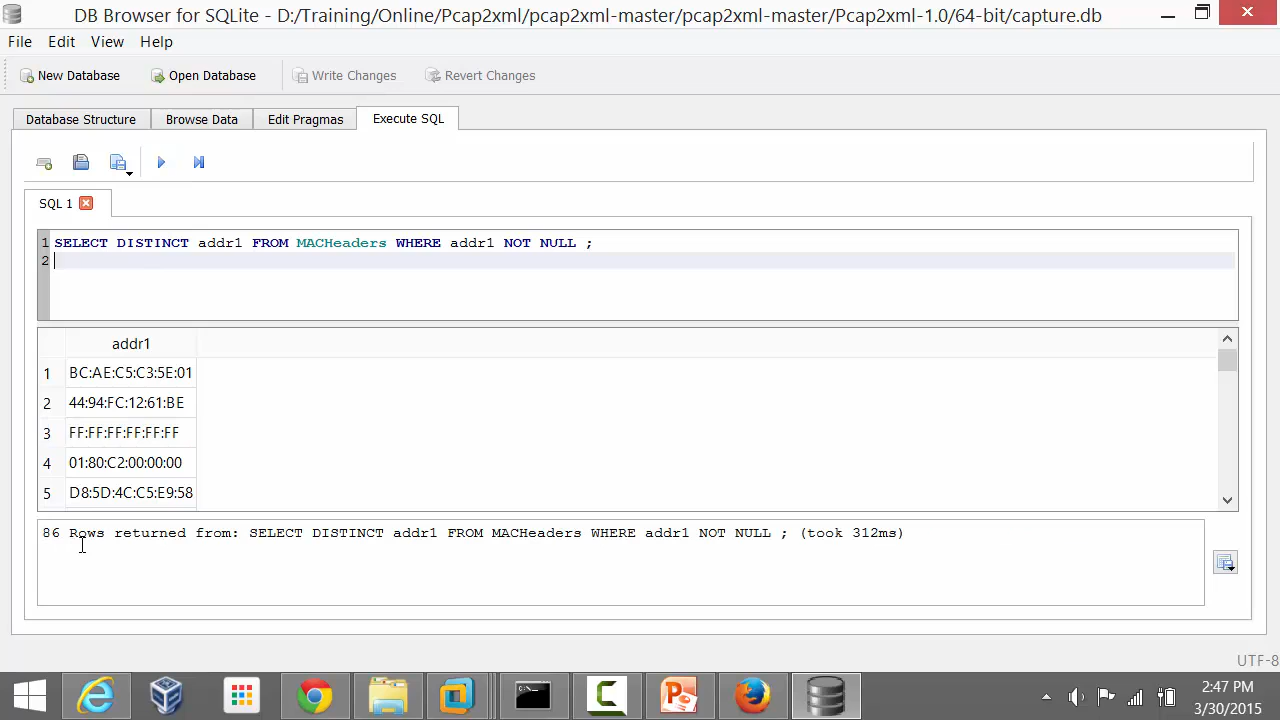 DB Browser for SQLite - D:/Training/Online/Pcap2xml/pcap2xml-master/pcap2xml-master/Pcap2xml-1.0/64-bit/capture.db
File Edit View Help
New Database Open Database Write Changes Revert Changes
Database Structure Browse Data Edit Pragmas Execute SQL
SQL 1
1 SELECT DISTINCT addr1 FROM MACHeaders WHERE addr1 NOT NULL ;
2
addr1
1 BC:AE:C5:C3:5E:01
2 44:94:FC:12:61:BE
3 FF:FF:FF:FF:FF:FF
4 01:80:C2:00:00:00
5 D8:5D:4C:C5:E9:58
86 Rows returned from: SELECT DISTINCT addr1 FROM MACHeaders WHERE addr1 NOT NULL ; (took 312ms)
UTF-8
2:47 PM
3/30/2015